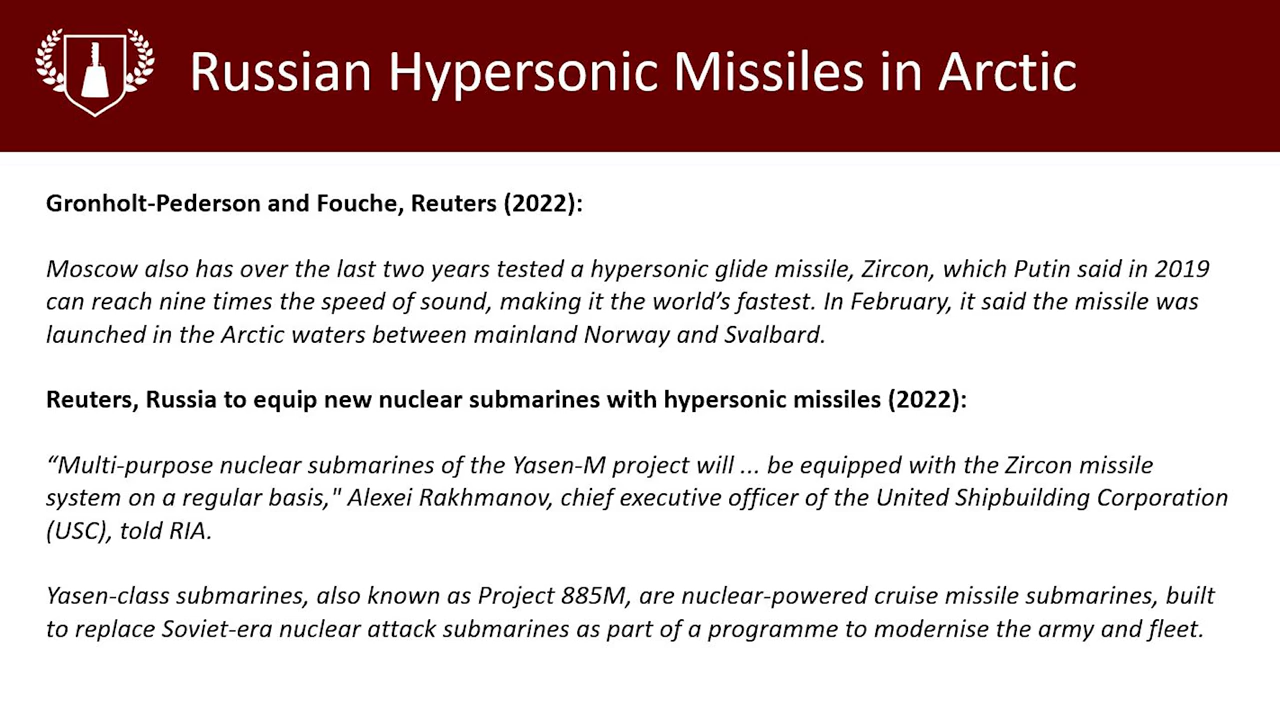 Russian Hypersonic Missiles in Arctic
Gronholt-Pederson and Fouche, Reuters (2022):
Moscow also has over the last two years tested a hypersonic glide missile, Zircon, which Putin said in 2019
can reach nine times the speed of sound, making it the world’s fastest. In February, it said the missile was
launched in the Arctic waters between mainland Norway and Svalbard.
Reuters, Russia to equip new nuclear submarines with hypersonic missiles (2022):
“Multi-purpose nuclear submarines of the Yasen-M project will ... be equipped with the Zircon missile
system on a regular basis," Alexei Rakhmanov, chief executive officer of the United Shipbuilding Corporation
(USC), told RIA.
Yasen-class submarines, also known as Project 885M, are nuclear-powered cruise missile submarines, built
to replace Soviet-era nuclear attack submarines as part of a programme to modernise the army and fleet.